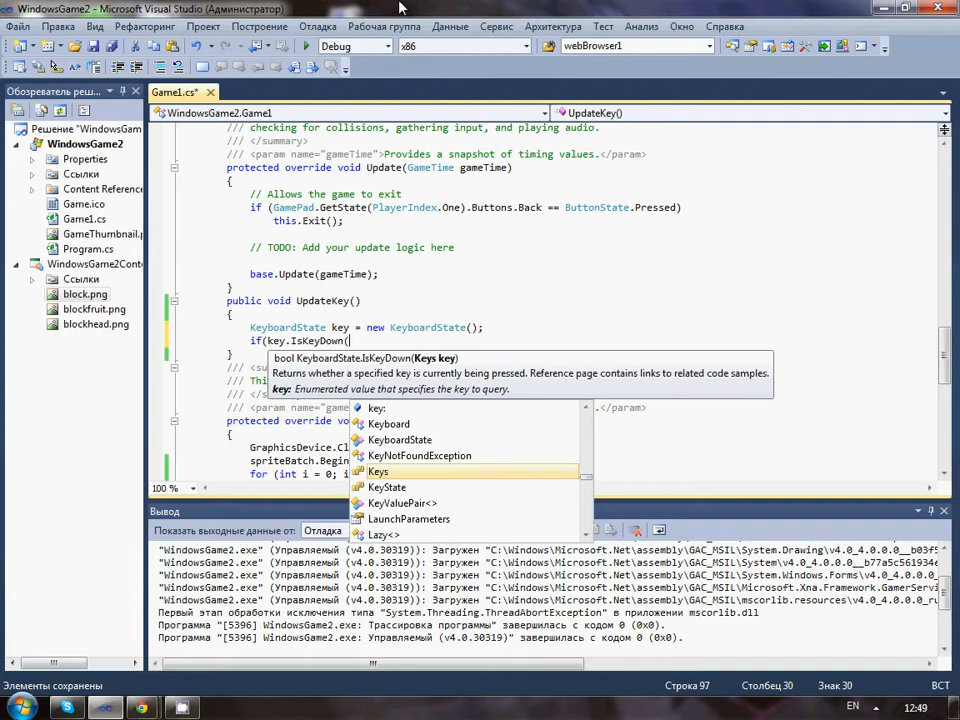 WindowsGame2 - Microsoft Visual Studio (Администратор)
Файл Правка Вид Рефакторинг Проект Построение Отладка Рабочая группа Данные Сервис Архитектура Тест Анализ Окно Справка
Debug x86 webBrowser1
Обозреватель реш...
Решение "WindowsGam
WindowsGame2
Properties
Ссылки
Content Reference
Game.ico
Game1.cs
GameThumbnail.p
Program.cs
WindowsGame2Cont
Ссылки
block.png
blockfruit.png
blockhead.png
Game1.cs*
WindowsGame2.Game1 UpdateKey()
/// checking for collisions, gathering input, and playing audio.
/// </summary>
/// <param name="gameTime">Provides a snapshot of timing values.</param>
protected override void Update(GameTime gameTime)
{
// Allows the game to exit
if (GamePad.GetState(PlayerIndex.One).Buttons.Back == ButtonState.Pressed)
this.Exit();
// TODO: Add your update logic here
base.Update(gameTime);
}
public void UpdateKey()
{
KeyboardState key = new KeyboardState();
if(key.IsKeyDown(
}
bool KeyboardState.IsKeyDown(Keys key)
Returns whether a specified key is currently being pressed. Reference page contains links to related code samples.
key: Enumerated value that specifies the key to query.
/// <su
/// Thi
/// </s
/// <param name="game .</param>
protected override vo
{
GraphicsDevice.Cl
spriteBatch.Begin
for (int i = 0; i
key:
Keyboard
KeyboardState
KeyNotFoundException
Keys
KeyState
KeyValuePair<>
LaunchParameters
Lazy<>
100 %
Вывод
Показать выходные данные от: Отладка
"WindowsGame2.exe" (Управляемый (v4.0.30319)): Загружен "C:\Windows\Microsoft.Net\assembly\GAC_MSIL\System.Drawing\v4.0_4.0.0.0__b03f5
"WindowsGame2.exe" (Управляемый (v4.0.30319)): Загружен "C:\Windows\Microsoft.Net\assembly\GAC_MSIL\System\v4.0_4.0.0.0__b77a5c561934e
"WindowsGame2.exe" (Управляемый (v4.0.30319)): Загружен "C:\Windows\Microsoft.Net\assembly\GAC_MSIL\System.Windows.Forms\v4.0_4.0.0.0_
"WindowsGame2.exe" (Управляемый (v4.0.30319)): Загружен "C:\Windows\Microsoft.Net\assembly\GAC_MSIL\Microsoft.Xna.Framework.GamerServi
"WindowsGame2.exe" (Управляемый (v4.0.30319)): Загружен "C:\Windows\Microsoft.Net\assembly\GAC_MSIL\mscorlib.resources\v4.0_4.0.0.0_ru
Первый этап обработки исключения типа "System.Threading.ThreadAbortException" в приложении mscorlib.dll
Программа "[5396] WindowsGame2.exe: Трассировка программы" завершилась с кодом 0 (0x0).
Программа "[5396] WindowsGame2.exe: Управляемый (v4.0.30319)" завершилась с кодом 0 (0x0).
Элементы сохранены Строка 97 Столбец 30 Знак 30 ВСТ
EN 12:49